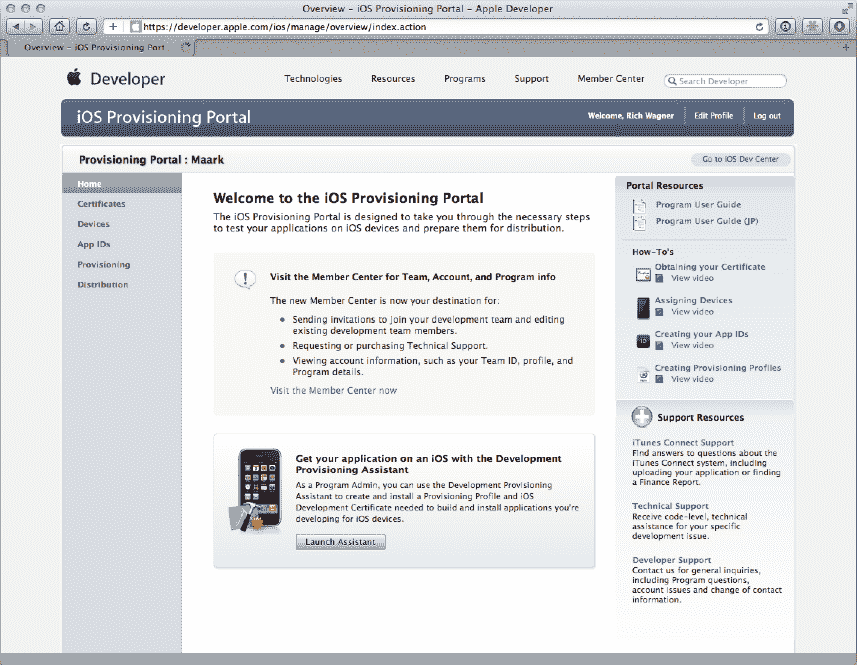 Overview - iOS Provisioning Portal - Apple Developer
https://developer.apple.com/ios/manage/overview/index.action
Overview - iOS Provisioning Port...
Developer
Technologies Resources Programs Support Member Center Search Developer
iOS Provisioning Portal
Welcome, Rich Wagner Edit Profile Log out
Provisioning Portal : Maark
Go to iOS Dev Center
Home
Certificates
Devices
App IDs
Provisioning
Distribution
Welcome to the iOS Provisioning Portal
The iOS Provisioning Portal is designed to take you through the necessary steps
to test your applications on iOS devices and prepare them for distribution.
Visit the Member Center for Team, Account, and Program info
The new Member Center is now your destination for:
• Sending invitations to join your development team and editing
existing development team members.
• Requesting or purchasing Technical Support.
• Viewing account information, such as your Team ID, profile, and
Program details.
Visit the Member Center now
Get your application on an iOS with the Development
Provisioning Assistant
As a Program Admin, you can use the Development Provisioning
Assistant to create and install a Provisioning Profile and iOS
Development Certificate needed to build and install applications you're
developing for iOS devices.
Launch Assistant
Portal Resources
Program User Guide
Program User Guide (JP)
How-To's
Obtaining your Certificate
View video
Assigning Devices
View video
Creating your App IDs
View video
Creating Provisioning Profiles
View video
Support Resources
iTunes Connect Support
Find answers to questions about the
iTunes Connect system, including
uploading your application or finding
a Finance Report.
Technical Support
Receive code-level, technical
assistance for your specific
development issue.
Developer Support
Contact us for general inquiries,
including Program questions,
account issues and change of contact
information.